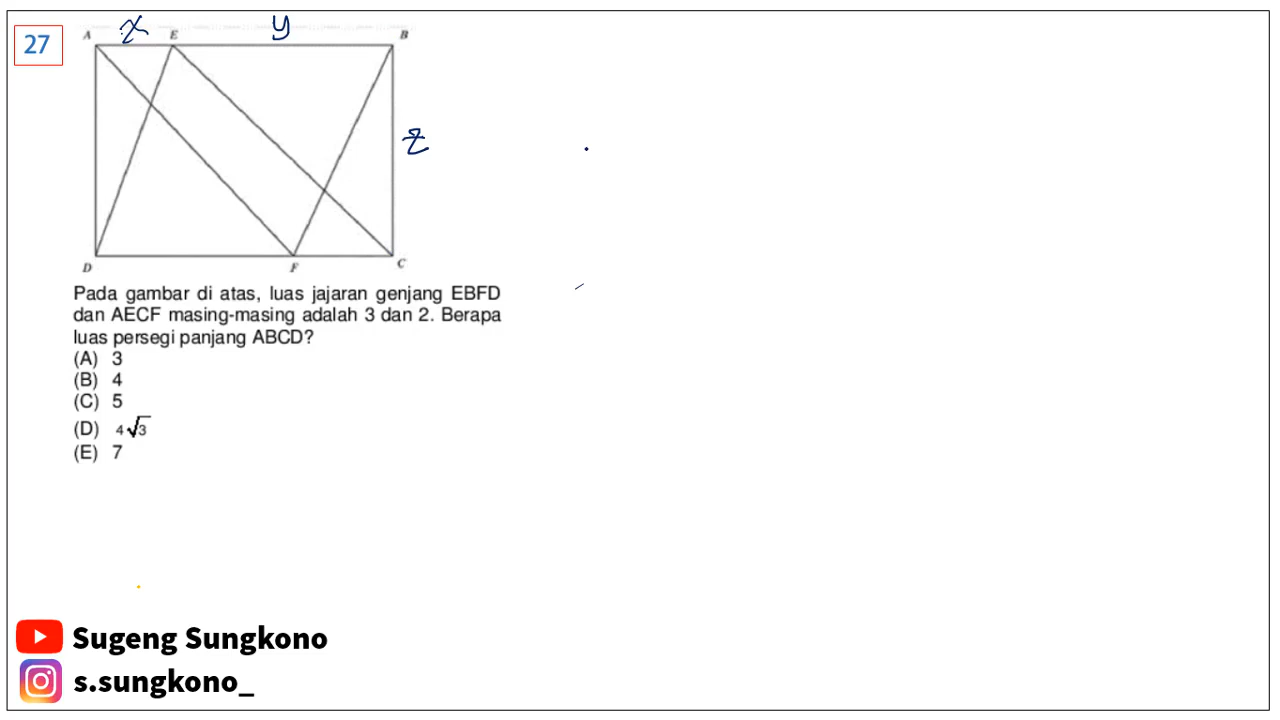 27
x y
A E B
z
D F C
Pada gambar di atas, luas jajaran genjang EBFD
dan AECF masing-masing adalah 3 dan 2. Berapa
luas persegi panjang ABCD?
(A) 3
(B) 4
(C) 5
(D) 4√3
(E) 7
Sugeng Sungkono
s.sungkono_